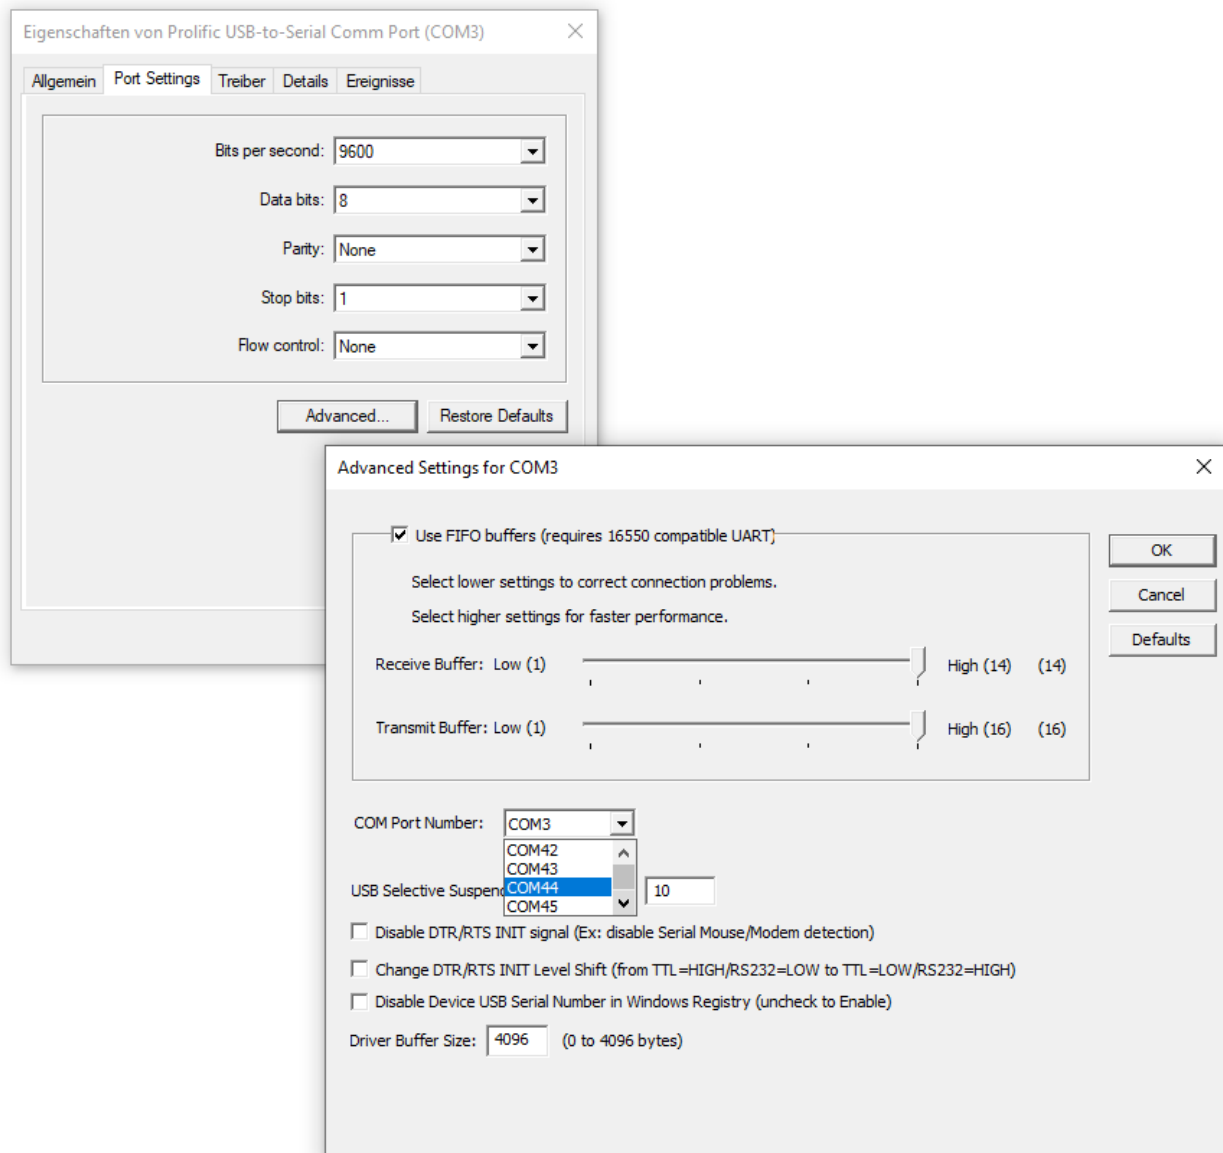 Eigenschaften von Prolific USB-to-Serial Comm Port (COM3)
Allgemein Port Settings Treiber Details Ereignisse
Bits per second: 9600
Data bits: 8
Parity: None
Stop bits: 1
Flow control: None
Advanced... Restore Defaults
Advanced Settings for COM3
Use FIFO buffers (requires 16550 compatible UART)
OK
Select lower settings to correct connection problems.
Cancel
Select higher settings for faster performance.
Defaults
Receive Buffer: Low (1) High (14) (14)
Transmit Buffer: Low (1) High (16) (16)
COM Port Number: COM3
COM42
COM43
USB Selective Suspend COM44 10
COM45
Disable DTR/RTS INIT signal (Ex: disable Serial Mouse/Modem detection)
Change DTR/RTS INIT Level Shift (from TTL=HIGH/RS232=LOW to TTL=LOW/RS232=HIGH)
Disable Device USB Serial Number in Windows Registry (uncheck to Enable)
Driver Buffer Size: 4096 (0 to 4096 bytes)